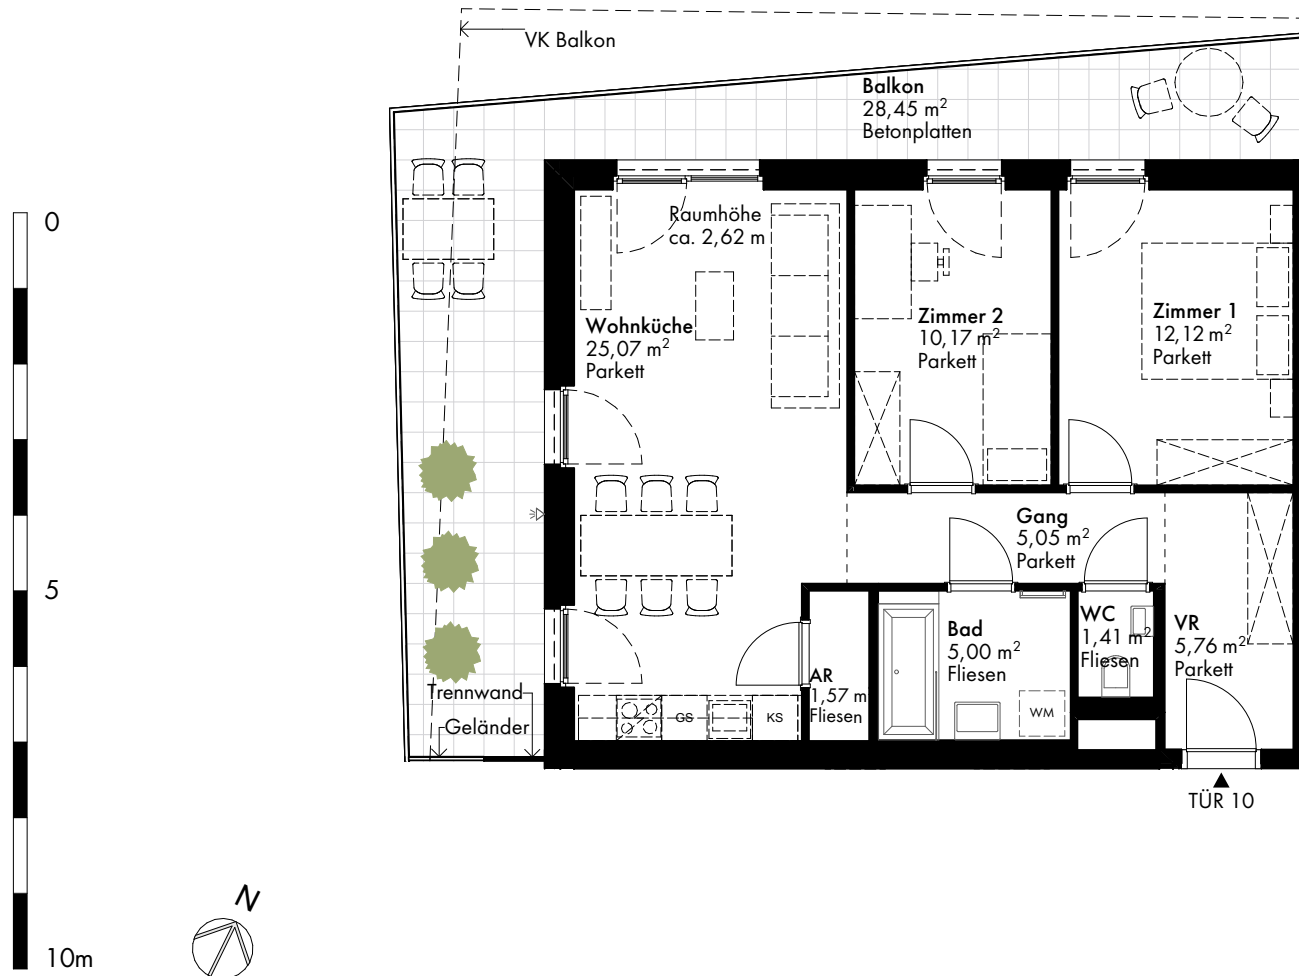 VK Balkon
Balkon
28,45 m²
Betonplatten
0
Raumhöhe
ca. 2,62 m
Wohnküche
25,07 m²
Parkett
Zimmer 2
10,17 m²
Parkett
Zimmer 1
12,12 m²
Parkett
Gang
5,05 m²
Parkett
5
Bad
5,00 m²
Fliesen
WC
1,41 m²
Fliesen
VR
5,76 m²
Parkett
AR
1,57 m
Fliesen
Trennwand
Geländer
GS
KS
WM
TÜR 10
N
10m